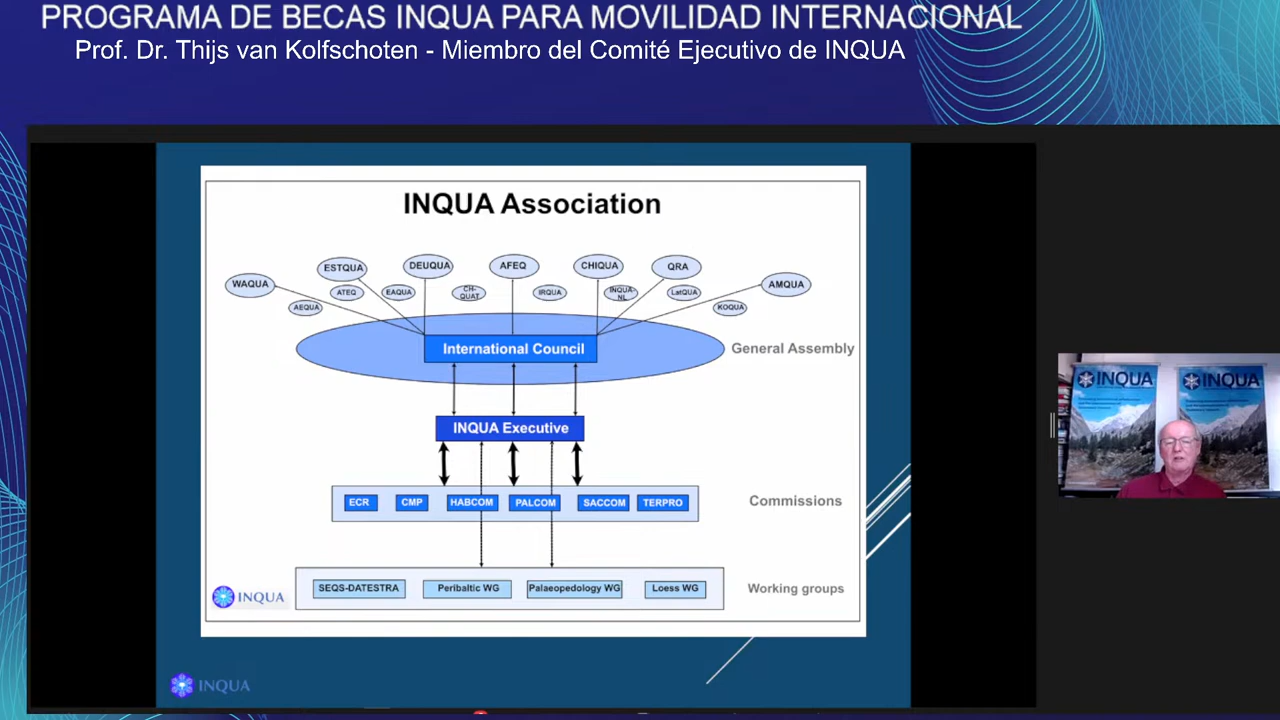 PROGRAMA DE BECAS INQUA PARA MOVILIDAD INTERNACIONAL
Prof. Dr. Thijs van Kolfschoten - Miembro del Comité Ejecutivo de INQUA
INQUA Association
WAQUA
ESTQUA
DEUQUA
AFEQ
CHIQUA
QRA
AMQUA
AEQUA
ATEQ
EAQUA
CH-
QUAT
IRQUA
INQUA-
NL
LatQUA
KOQUA
International Council
General Assembly
INQUA Executive
ECR
CMP
HABCOM
PALCOM
SACCOM
TERPRO
Commissions
SEQS-DATESTRA
Peribaltic WG
Palaeopedology WG
Loess WG
Working groups
INQUA
INQUA
INQUA
INQUA